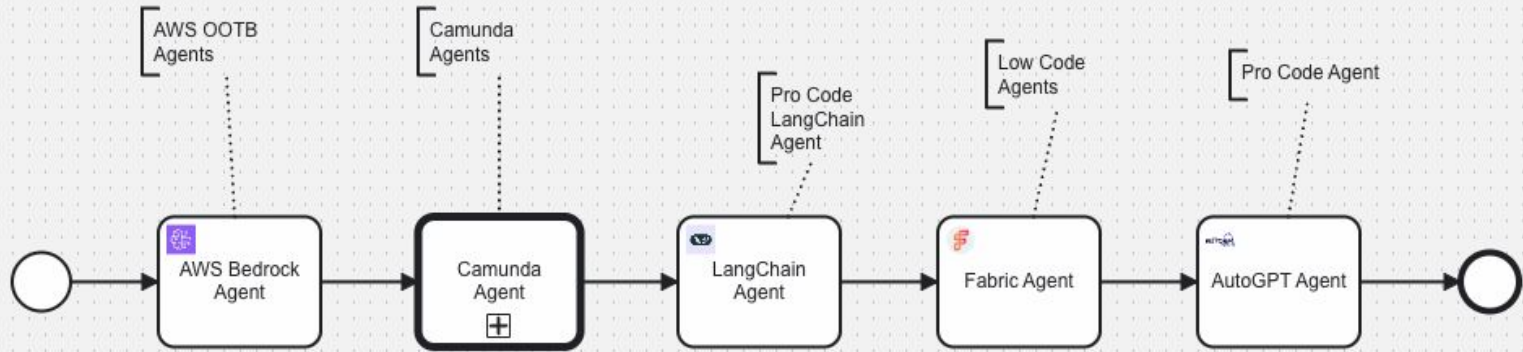 AWS OOTB
Agents
Camunda
Agents
Pro Code
LangChain
Agent
Low Code
Agents
Pro Code Agent
AWS Bedrock
Agent
Camunda
Agent
LangChain
Agent
Fabric Agent
AutoGPT Agent